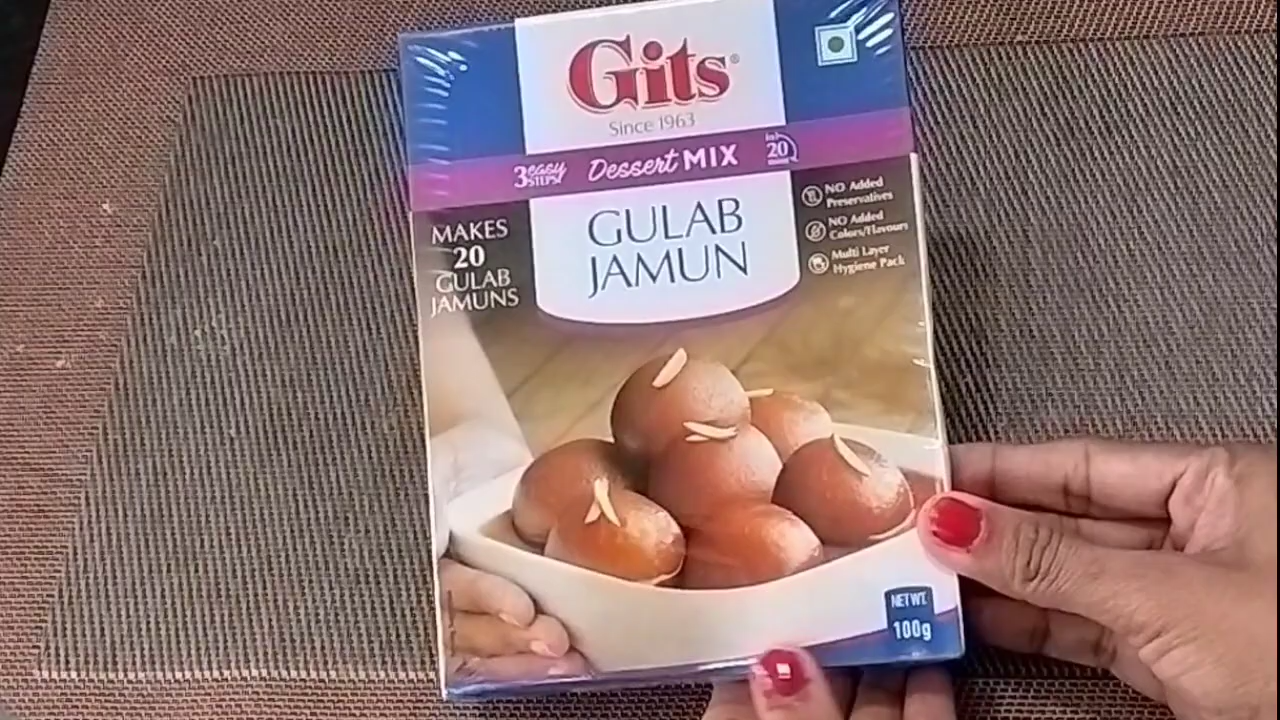 Gits®
Since 1963
3 easy STEPS!
Dessert MIX
20
MAKES
20
GULAB
JAMUNS
GULAB
JAMUN
NO Added
Preservatives
NO Added
Colors/Flavours
Multi Layer
Hygiene Pack
NET WT.
100g